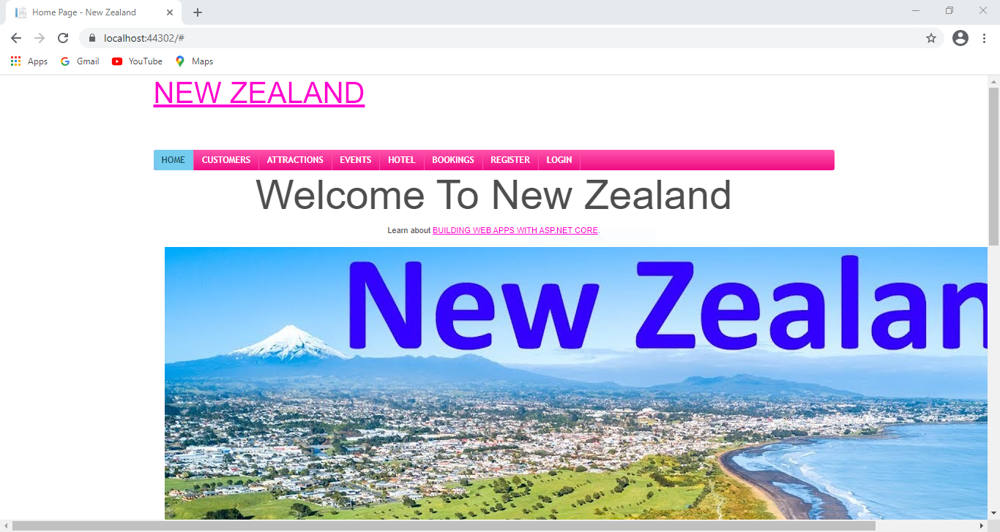 Home Page - New Zealand
localhost:44302/#
Apps Gmail YouTube Maps
NEW ZEALAND
HOME CUSTOMERS ATTRACTIONS EVENTS HOTEL BOOKINGS REGISTER LOGIN
Welcome To New Zealand
Learn about BUILDING WEB APPS WITH ASP.NET CORE.
New Zealan